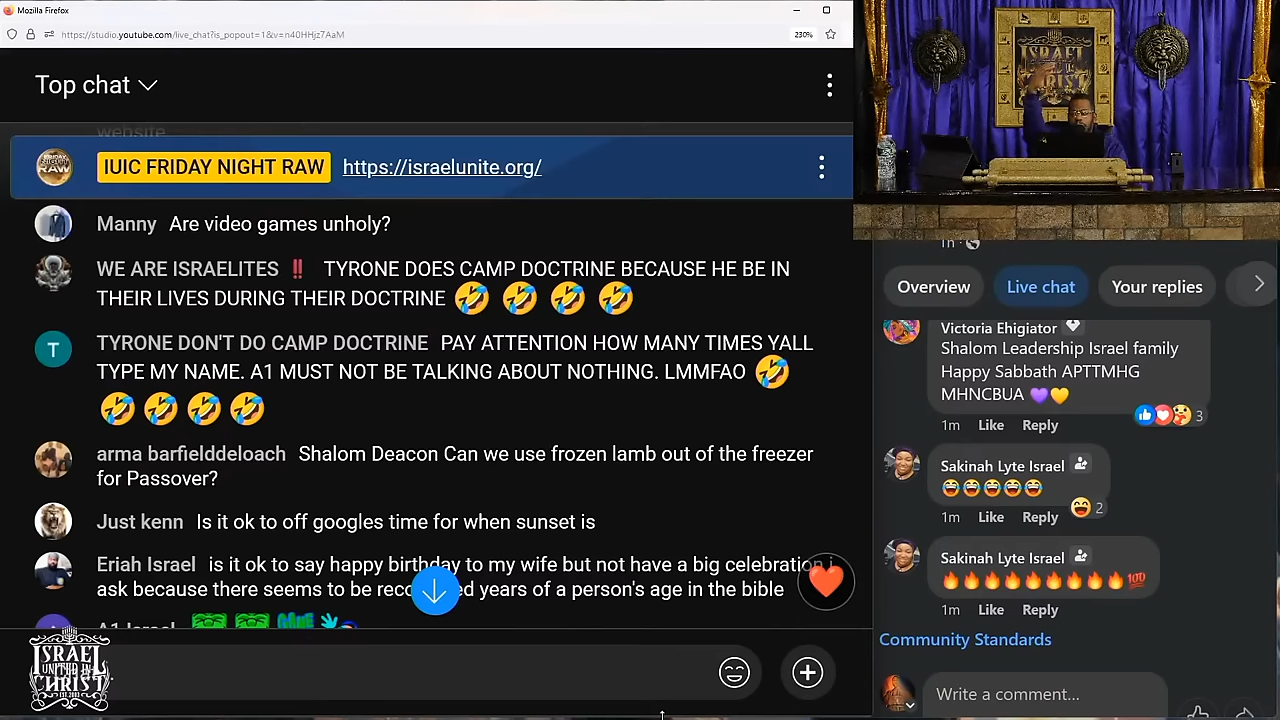 Mozilla Firefox
https://studio.youtube.com/live_chat?is_popout=1&v=n40HHjz7AaM
230%
Top chat
website
IUIC FRIDAY NIGHT RAW https://israelunite.org/
Manny Are video games unholy?
WE ARE ISRAELITES ‼️ TYRONE DOES CAMP DOCTRINE BECAUSE HE BE IN
THEIR LIVES DURING THEIR DOCTRINE 🤣 🤣 🤣 🤣
T
TYRONE DON'T DO CAMP DOCTRINE PAY ATTENTION HOW MANY TIMES YALL
TYPE MY NAME. A1 MUST NOT BE TALKING ABOUT NOTHING. LMMFAO 🤣
🤣 🤣 🤣 🤣
arma barfielddeloach Shalom Deacon Can we use frozen lamb out of the freezer
for Passover?
Just kenn Is it ok to off googles time for when sunset is
Eriah Israel is it ok to say happy birthday to my wife but not have a big celebration i
ask because there seems to be years of a person's age in the bible
A1 Israel
ISRAEL
UNITED IN
CHRIST
EST. 2003
ISRAEL
UNITED IN
CHRIST
1h
Overview
Live chat
Your replies
Victoria Ehigiator
Shalom Leadership Israel family
Happy Sabbath APTTMHG
MHNCBUA 💜💛
3
1m Like Reply
Sakinah Lyte Israel
😂😂😂😂😂
2
1m Like Reply
Sakinah Lyte Israel
🔥🔥🔥🔥🔥🔥🔥🔥🔥💯
1m Like Reply
Community Standards
Write a comment...